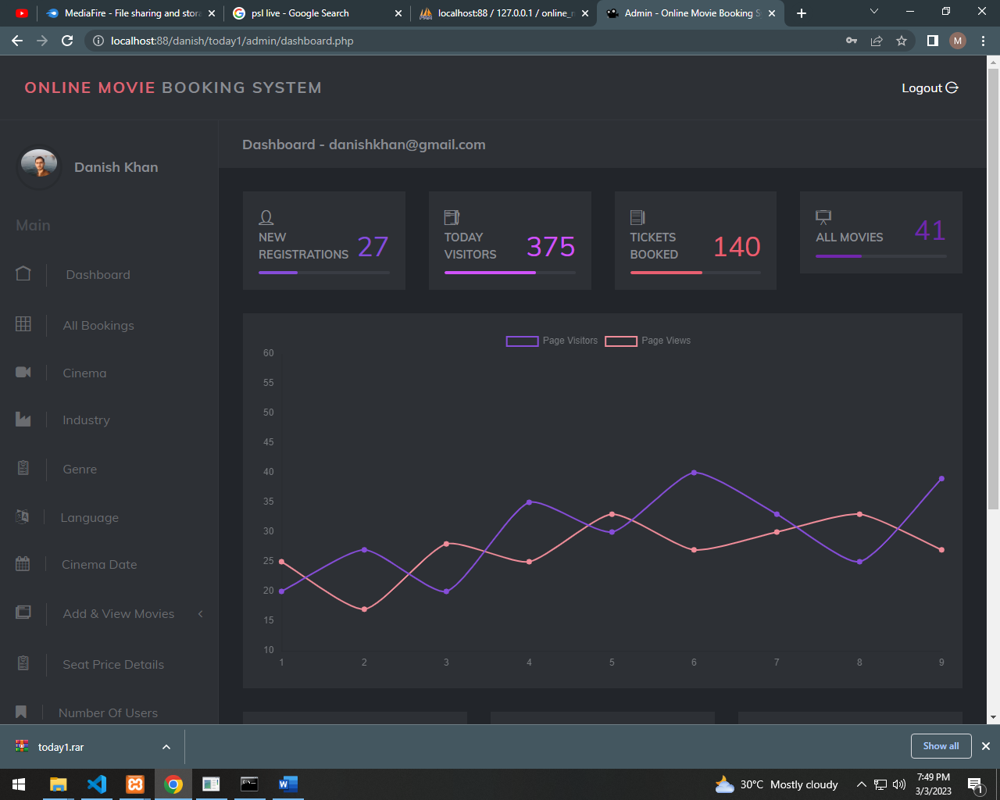 MediaFire - File sharing and stora
psl live - Google Search
localhost:88 / 127.0.0.1 / online_m
Admin - Online Movie Booking S
localhost:88/danish/today1/admin/dashboard.php
M
ONLINE MOVIE BOOKING SYSTEM
Logout
Danish Khan
Main
Dashboard
All Bookings
Cinema
Industry
Genre
Language
Cinema Date
Add & View Movies
Seat Price Details
Number Of Users
Dashboard - danishkhan@gmail.com
NEW
REGISTRATIONS
27
TODAY
VISITORS
375
TICKETS
BOOKED
140
ALL MOVIES
41
Page Visitors
Page Views
60
55
50
45
40
35
30
25
20
15
10
1 2 3 4 5 6 7 8 9
today1.rar
Show all
30°C Mostly cloudy
7:49 PM
3/3/2023
1